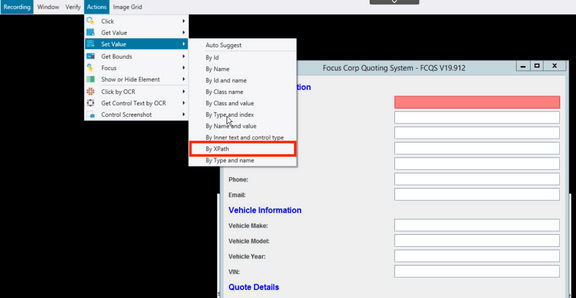 Recording Window Verify Actions Image Grid
Click
Get Value
Set Value
Get Bounds
Focus
Show or Hide Element
Click by OCR
Get Control Text by OCR
Control Screenshot
Auto Suggest
By Id
By Name
By Id and name
By Class name
By Class and value
By Type and index
By Name and value
By Inner text and control type
By XPath
By Type and name
Focus Corp Quoting System - FCQS V19.912
Phone:
Email:
Vehicle Information
Vehicle Make:
Vehicle Model:
Vehicle Year:
VIN:
Quote Details